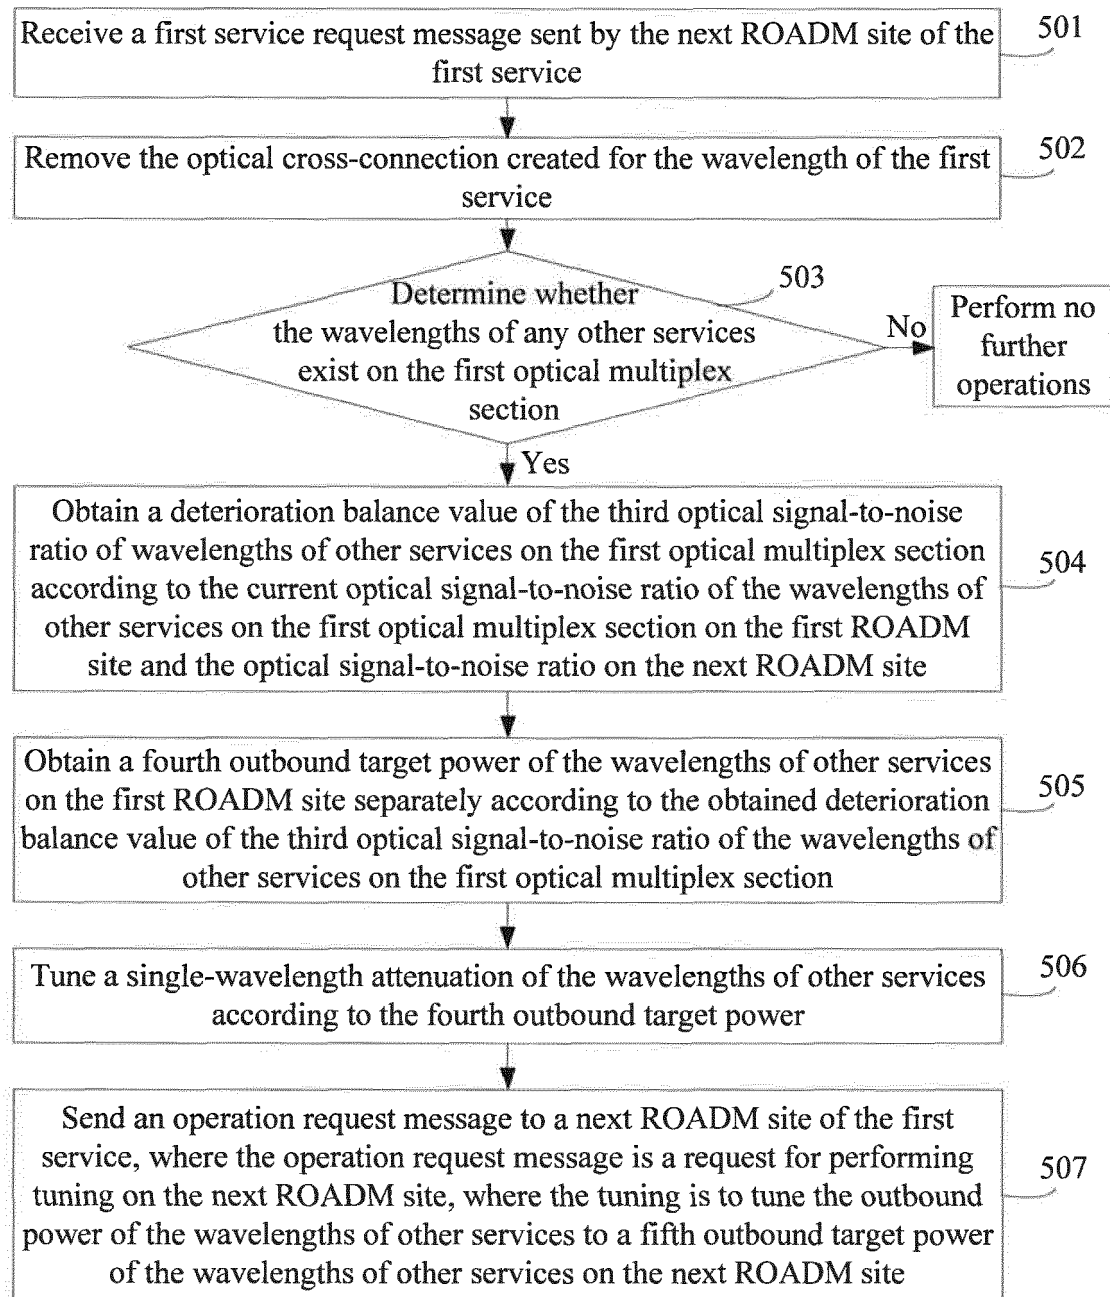 Receive a first service request message sent by the next ROADM site of the
first service
501
Remove the optical cross-connection created for the wavelength of the first
service
502
Determine whether
the wavelengths of any other services
exist on the first optical multiplex
section
503
No
Perform no
further
operations
Yes
Obtain a deterioration balance value of the third optical signal-to-noise
ratio of wavelengths of other services on the first optical multiplex section
according to the current optical signal-to-noise ratio of the wavelengths of
other services on the first optical multiplex section on the first ROADM
site and the optical signal-to-noise ratio on the next ROADM site
504
Obtain a fourth outbound target power of the wavelengths of other services
on the first ROADM site separately according to the obtained deterioration
balance value of the third optical signal-to-noise ratio of the wavelengths of
other services on the first optical multiplex section
505
Tune a single-wavelength attenuation of the wavelengths of other services
according to the fourth outbound target power
506
Send an operation request message to a next ROADM site of the first
service, where the operation request message is a request for performing
tuning on the next ROADM site, where the tuning is to tune the outbound
power of the wavelengths of other services to a fifth outbound target power
of the wavelengths of other services on the next ROADM site
507